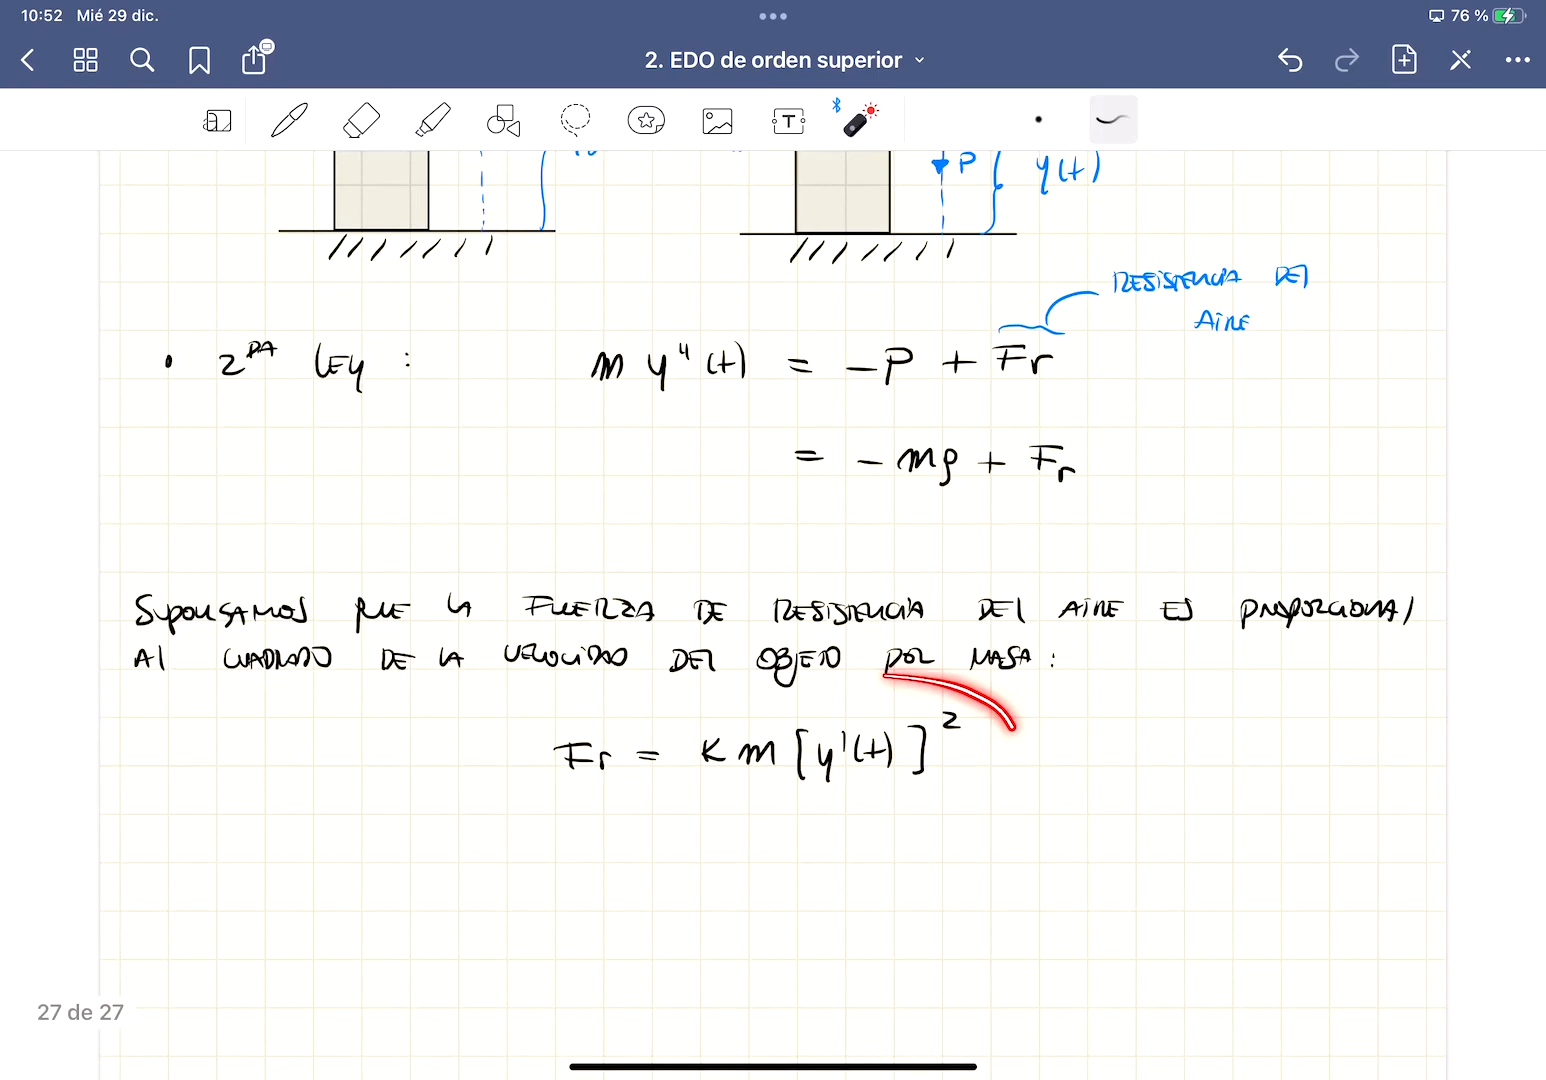 10:52 Mié 29 dic.
76 %
2. EDO de orden superior
T
P y(t)
RESISTENCIA DEL
AIRE
• 2DA LEY : m y''(t) = -P + Fr
= - mg + Fr
SUPONGAMOS QUE LA FUERZA DE RESISTENCIA DEL AIRE ES PROPORCIONAL
AL CUADRADO DE LA VELOCIDAD DEL OBJETO POR MASA :
Fr = K m [y'(t)]²
27 de 27